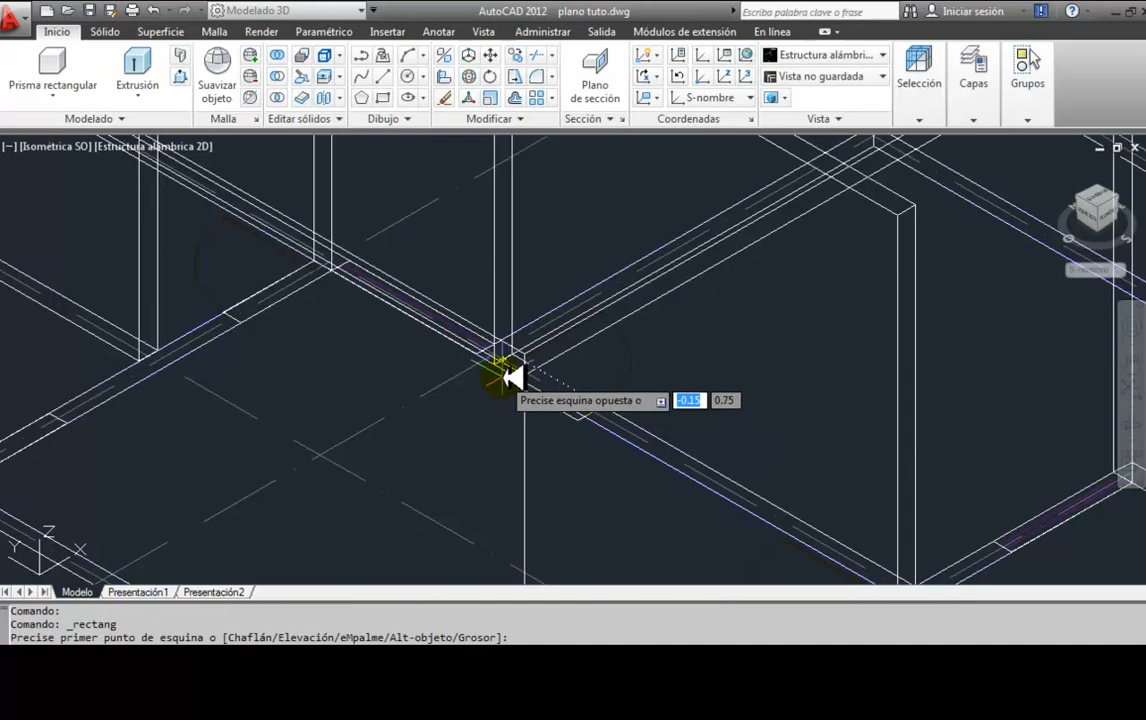 Modelado 3D
AutoCAD 2012 plano tuto.dwg
Escriba palabra clave o frase
Iniciar sesión
Inicio Sólido Superficie Malla Render Paramétrico Insertar Anotar Vista Administrar Salida Módulos de extensión En línea
Prisma rectangular
Extrusión
Suavizar
objeto
Plano
de sección
Estructura alámbri...
Vista no guardada
S-nombre
Selección
Capas
Grupos
Modelado Malla Editar sólidos Dibujo Modificar Sección Coordenadas Vista
[−] [Isométrica SO] [Estructura alámbrica 2D]
S-nombre
Precise esquina opuesta o -0.15 0.75
Z
Y X
Modelo Presentación1 Presentación2
Comando:
Comando: _rectang
Precise primer punto de esquina o [Chaflán/Elevación/eMpalme/Alt-objeto/Grosor]: